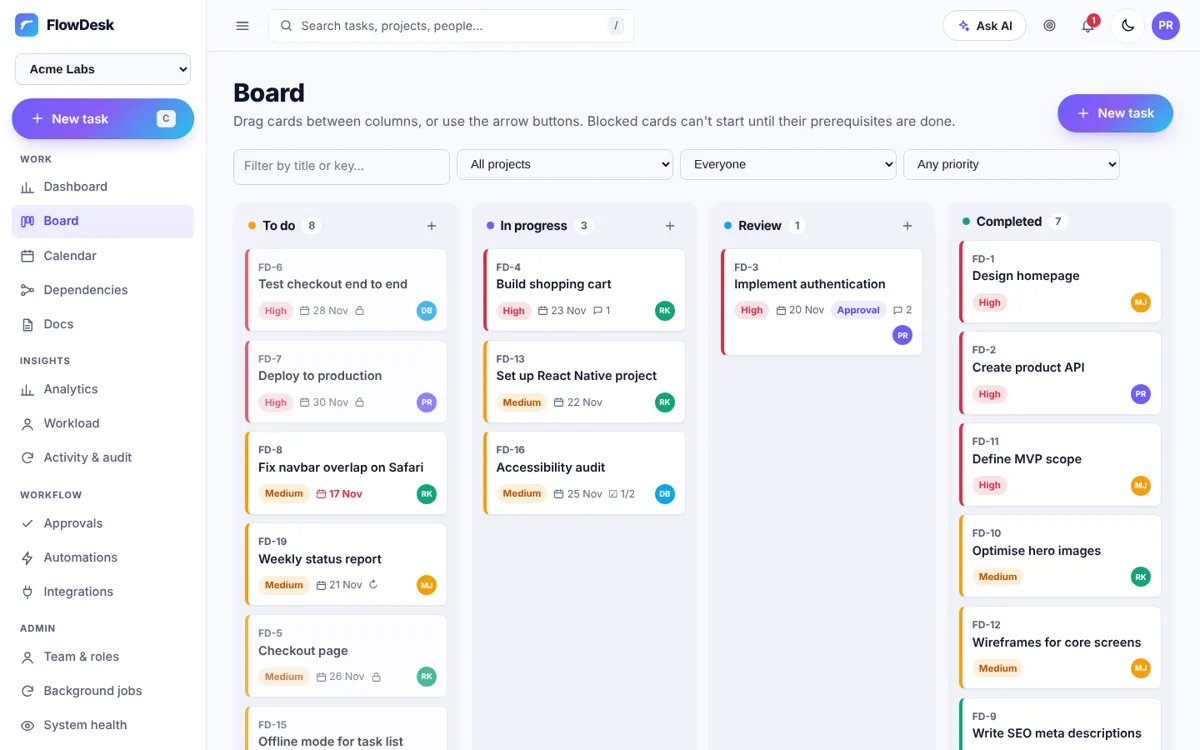 FlowDesk
Acme Labs
+ New task C
WORK
Dashboard
Board
Calendar
Dependencies
Docs
INSIGHTS
Analytics
Workload
Activity & audit
WORKFLOW
Approvals
Automations
Integrations
ADMIN
Team & roles
Background jobs
System health
Search tasks, projects, people... /
Ask AI
1
PR
Board
Drag cards between columns, or use the arrow buttons. Blocked cards can't start until their prerequisites are done.
+ New task
Filter by title or key...
All projects
Everyone
Any priority
To do 8 +
FD-6
Test checkout end to end
High 28 Nov DB
FD-7
Deploy to production
High 30 Nov PR
FD-8
Fix navbar overlap on Safari
Medium 17 Nov RK
FD-19
Weekly status report
Medium 21 Nov MJ
FD-5
Checkout page
Medium 26 Nov RK
FD-15
Offline mode for task list
In progress 3 +
FD-4
Build shopping cart
High 23 Nov 1 RK
FD-13
Set up React Native project
Medium 22 Nov RK
FD-16
Accessibility audit
Medium 25 Nov 1/2 DB
Review 1 +
FD-3
Implement authentication
High 20 Nov Approval 2
PR
Completed 7
FD-1
Design homepage
High MJ
FD-2
Create product API
High PR
FD-11
Define MVP scope
High MJ
FD-10
Optimise hero images
Medium RK
FD-12
Wireframes for core screens
Medium MJ
FD-9
Write SEO meta descriptions